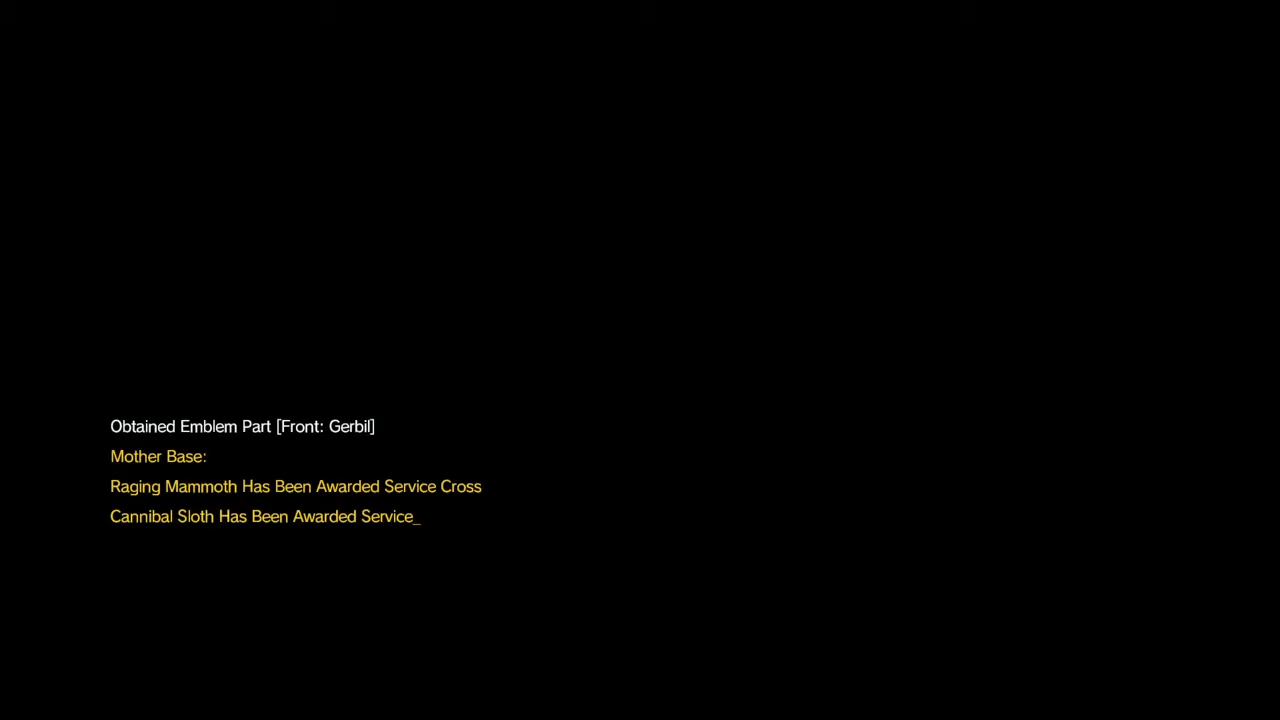 Obtained Emblem Part [Front: Gerbil]
Mother Base:
Raging Mammoth Has Been Awarded Service Cross
Cannibal Sloth Has Been Awarded Service_